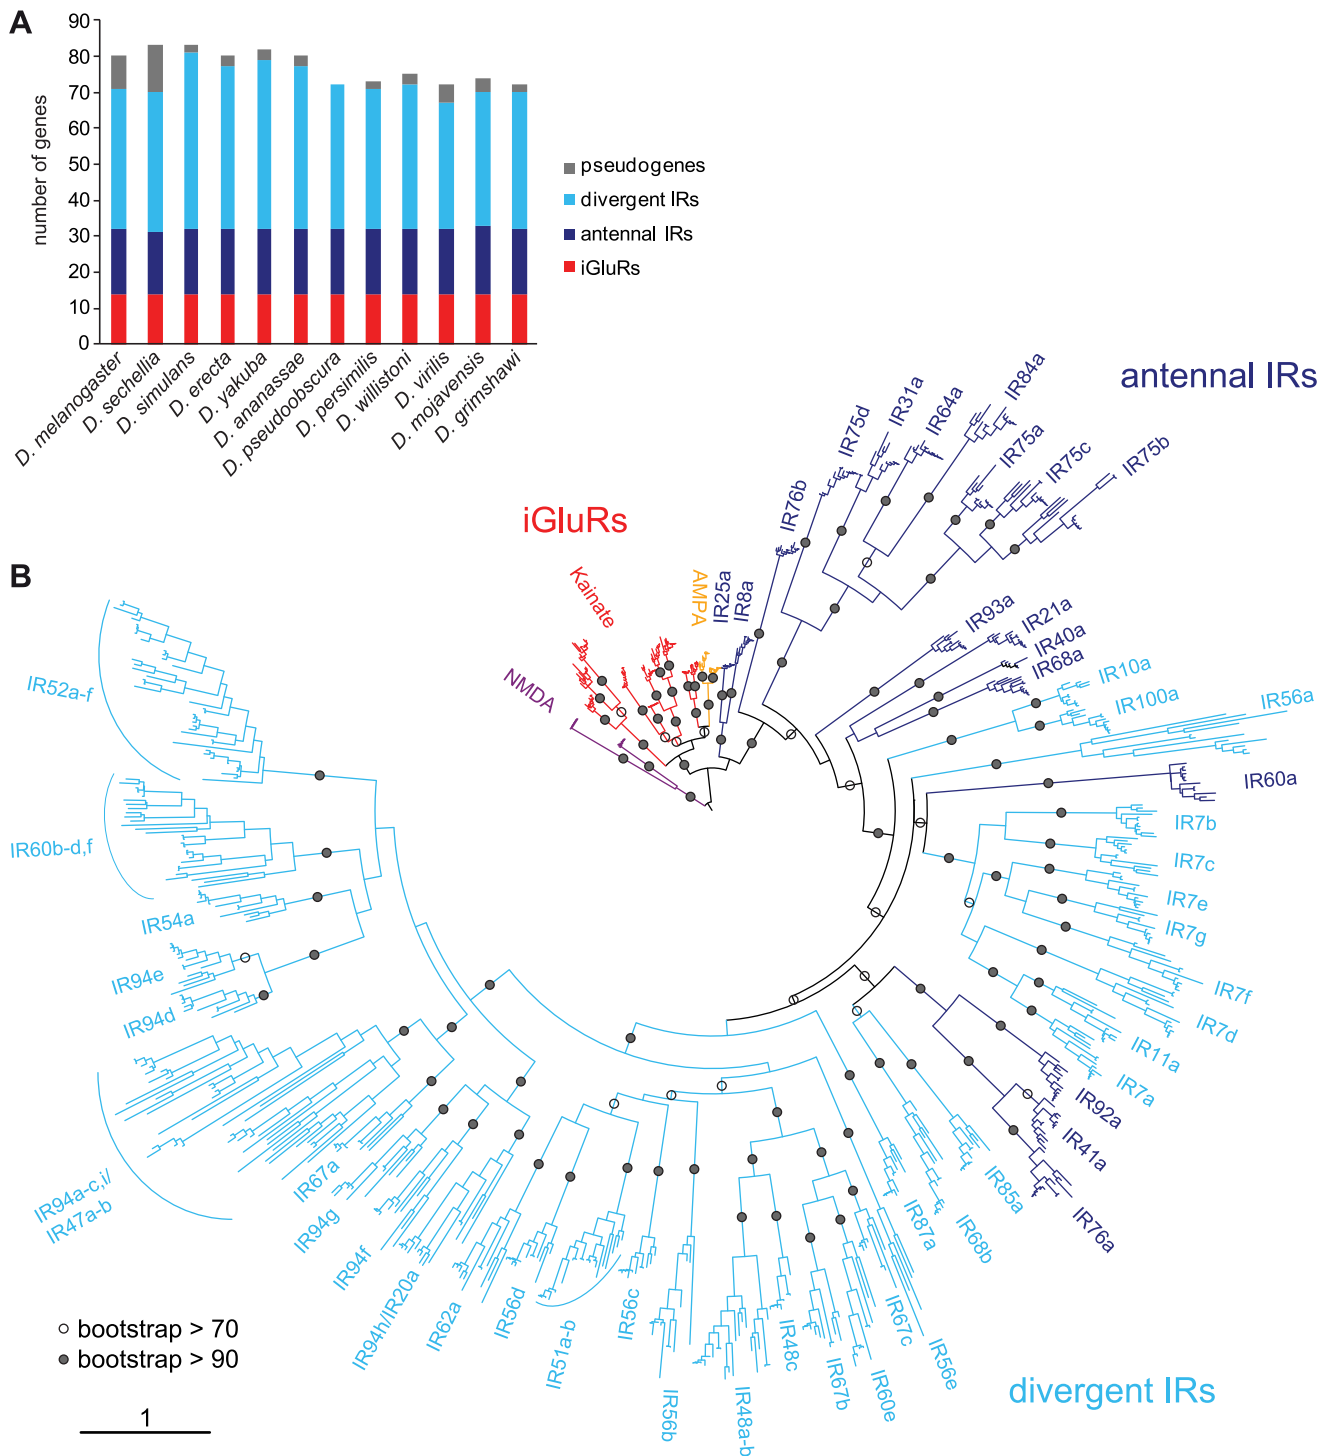 A
number of genes
90
80
70
60
50
40
30
20
10
0
pseudogenes
divergent IRs
antennal IRs
iGluRs
D. melanogaster
D. sechellia
D. simulans
D. erecta
D. yakuba
D. ananassae
D. pseudoobscura
D. persimilis
D. willistoni
D. virilis
D. mojavensis
D. grimshawi
B
iGluRs
antennal IRs
NMDA
Kainate
AMPA
IR25a
IR8a
IR76b
IR75d
IR31a
IR64a
IR84a
IR75a
IR75c
IR75b
IR93a
IR21a
IR40a
IR68a
IR10a
IR100a
IR56a
IR60a
IR7b
IR7c
IR7e
IR7g
IR7f
IR7d
IR11a
IR7a
IR92a
IR41a
IR76a
IR85a
IR68b
IR87a
IR56e
IR67c
IR60e
IR67b
IR48c
IR48a-b
IR56b
IR56c
IR51a-b
IR56d
IR62a
IR94h/IR20a
IR94f
IR94g
IR67a
IR94a-c,i/
IR47a-b
IR94d
IR94e
IR54a
IR60b-d,f
IR52a-f
divergent IRs
bootstrap > 70
bootstrap > 90
1